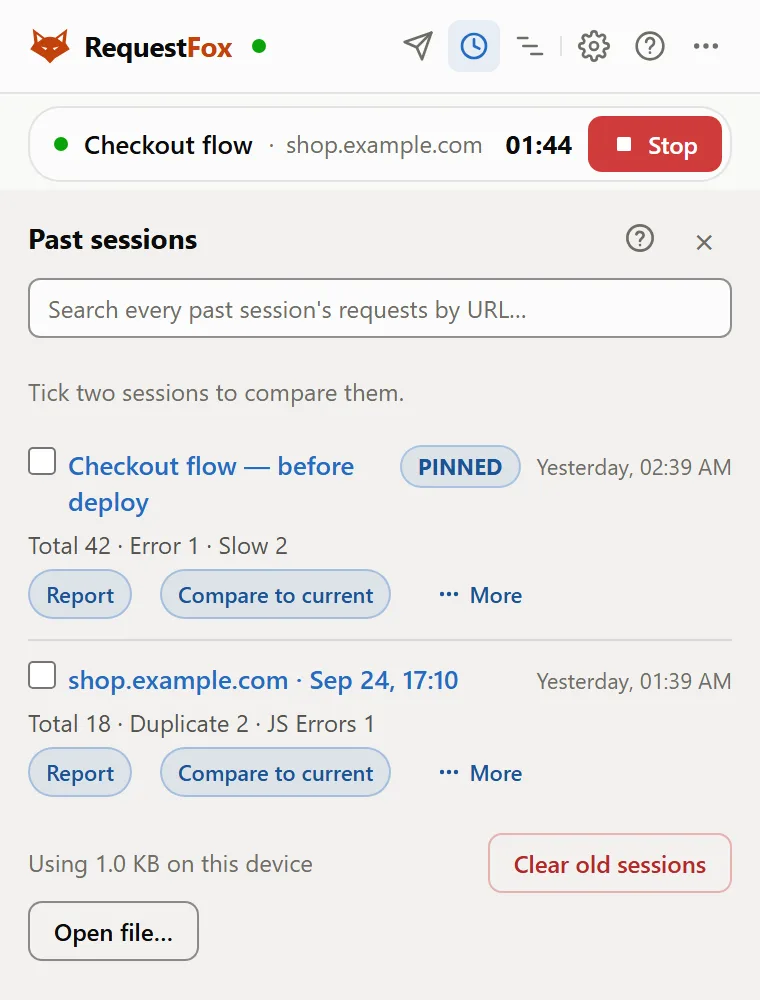 RequestFox
Checkout flow · shop.example.com 01:44 Stop
Past sessions
Search every past session's requests by URL...
Tick two sessions to compare them.
Checkout flow — before PINNED Yesterday, 02:39 AM
deploy
Total 42 · Error 1 · Slow 2
Report Compare to current ··· More
shop.example.com · Sep 24, 17:10 Yesterday, 01:39 AM
Total 18 · Duplicate 2 · JS Errors 1
Report Compare to current ··· More
Using 1.0 KB on this device Clear old sessions
Open file...